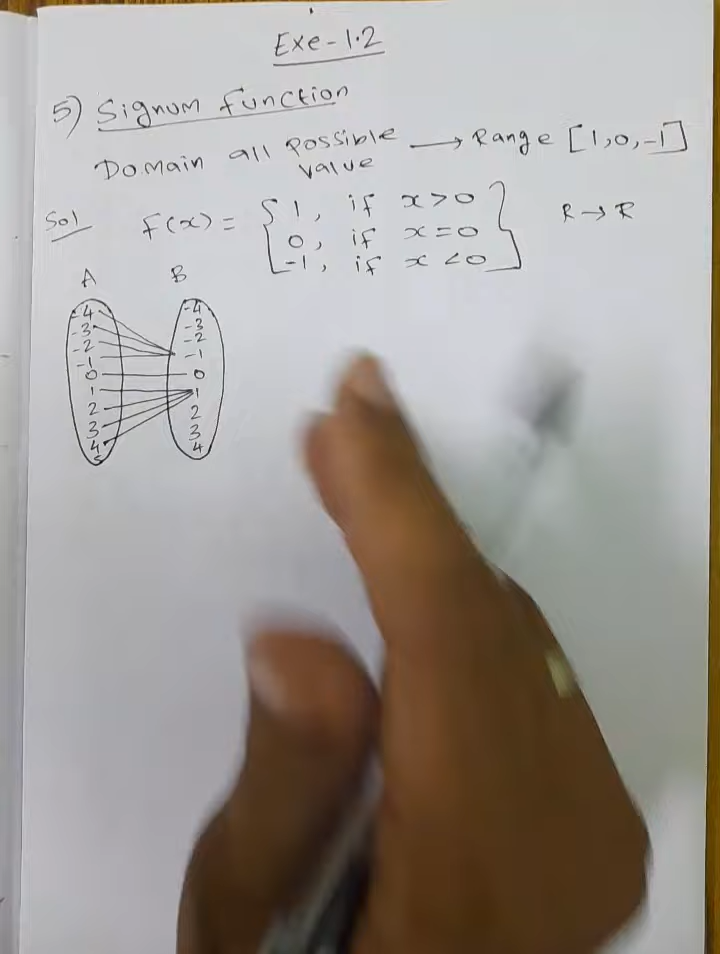 Exe-1.2
5) Signum Function
Domain all possible value → Range [1,0,-1]
Sol f(x) = { 1, if x>0 R→R
0, if x=0
-1, if x<0 }
A B
-4 -4
-3 -3
-2 -2
-1 -1
0 0
1 1
2 2
3 3
4 4
5